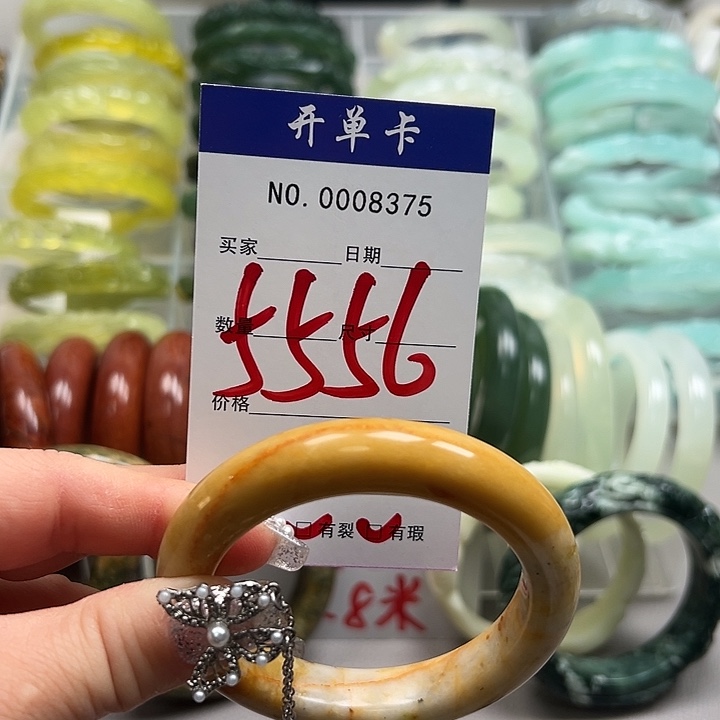 开单卡
NO. 0008375
买家 日期
5556
数量 尺寸
价格
有裂 有瑕
.8米